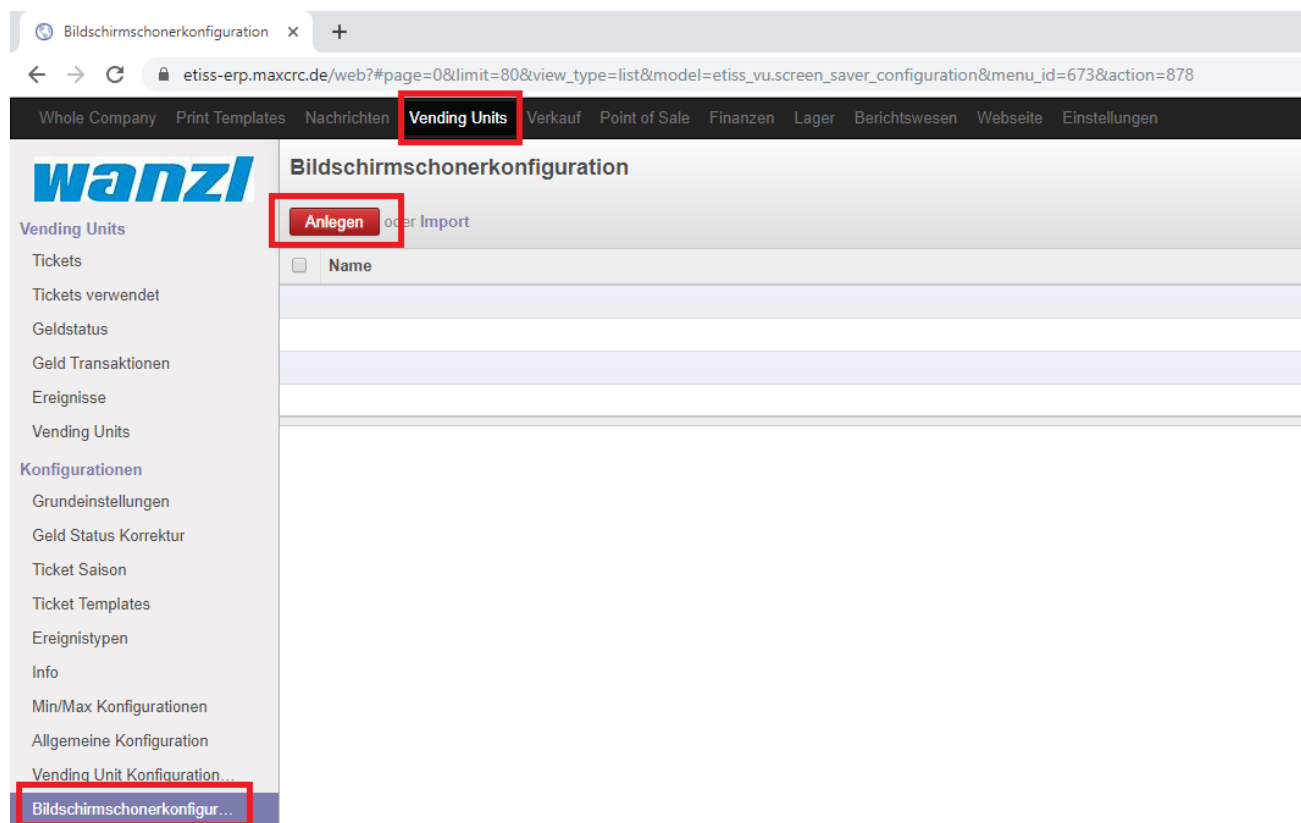 Bildschirmschonerkonfiguration
etiss-erp.maxcrc.de/web?#page=0&limit=80&view_type=list&model=etiss_vu.screen_saver_configuration&menu_id=673&action=878
Whole Company Print Templates Nachrichten Vending Units Verkauf Point of Sale Finanzen Lager Berichtswesen Webseite Einstellungen
wanzl
Bildschirmschonerkonfiguration
Anlegen oder Import
Name
Vending Units
Tickets
Tickets verwendet
Geldstatus
Geld Transaktionen
Ereignisse
Vending Units
Konfigurationen
Grundeinstellungen
Geld Status Korrektur
Ticket Saison
Ticket Templates
Ereignistypen
Info
Min/Max Konfigurationen
Allgemeine Konfiguration
Vending Unit Konfiguration...
Bildschirmschonerkonfigur...